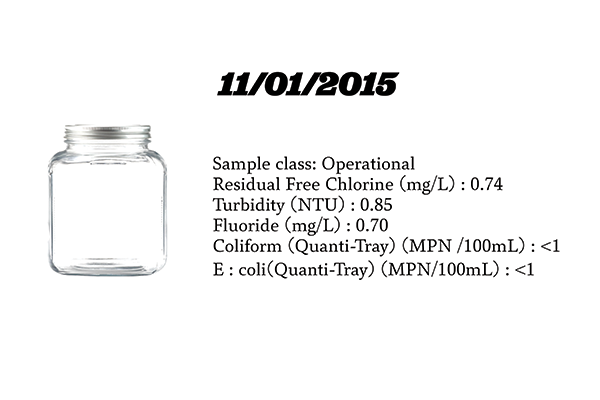 11/01/2015
Sample class: Operational
Residual Free Chlorine (mg/L) : 0.74
Turbidity (NTU) : 0.85
Fluoride (mg/L) : 0.70
Coliform (Quanti-Tray) (MPN /100mL) : <1
E : coli(Quanti-Tray) (MPN/100mL) : <1